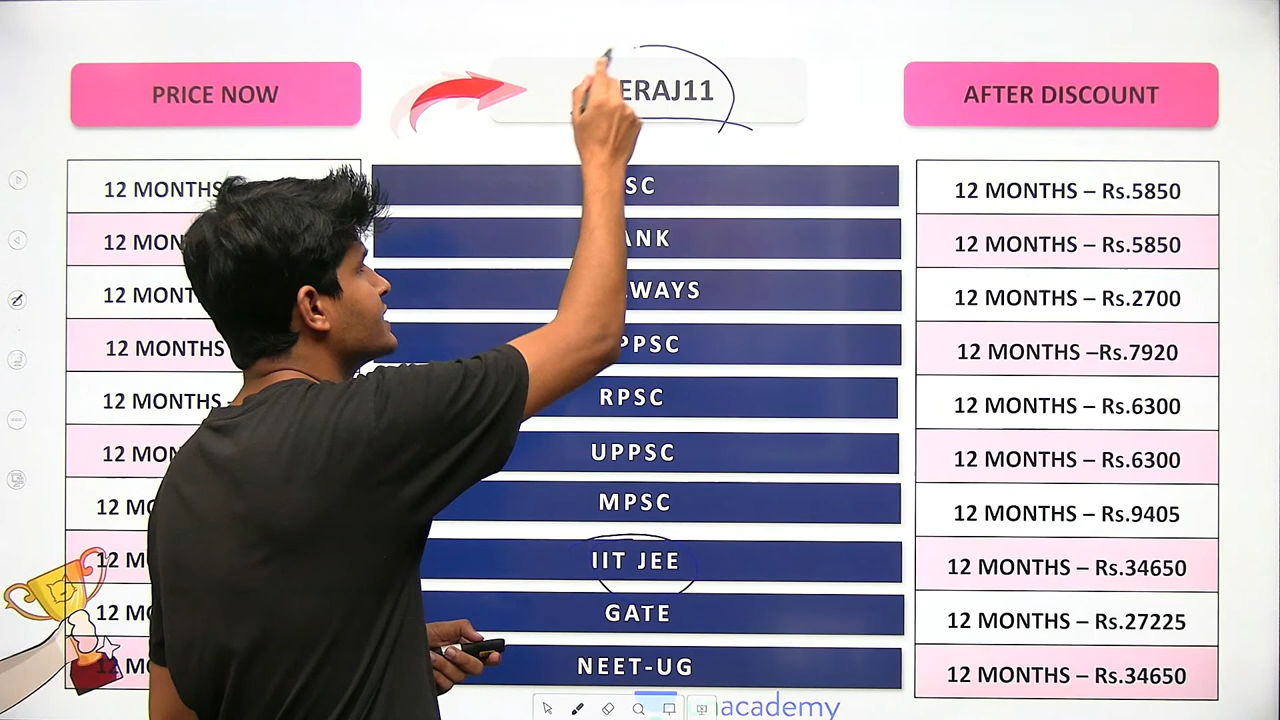 PRICE NOW ERAJ11 AFTER DISCOUNT
12 MONTHS SC 12 MONTHS – Rs.5850
12 MON ANK 12 MONTHS – Rs.5850
12 MONT LWAYS 12 MONTHS – Rs.2700
12 MONTHS PPSC 12 MONTHS –Rs.7920
12 MONTHS - RPSC 12 MONTHS – Rs.6300
12 MON UPPSC 12 MONTHS – Rs.6300
12 MO MPSC 12 MONTHS – Rs.9405
12 M IIT JEE 12 MONTHS – Rs.34650
12 MO GATE 12 MONTHS – Rs.27225
12 MO NEET-UG 12 MONTHS – Rs.34650
academy